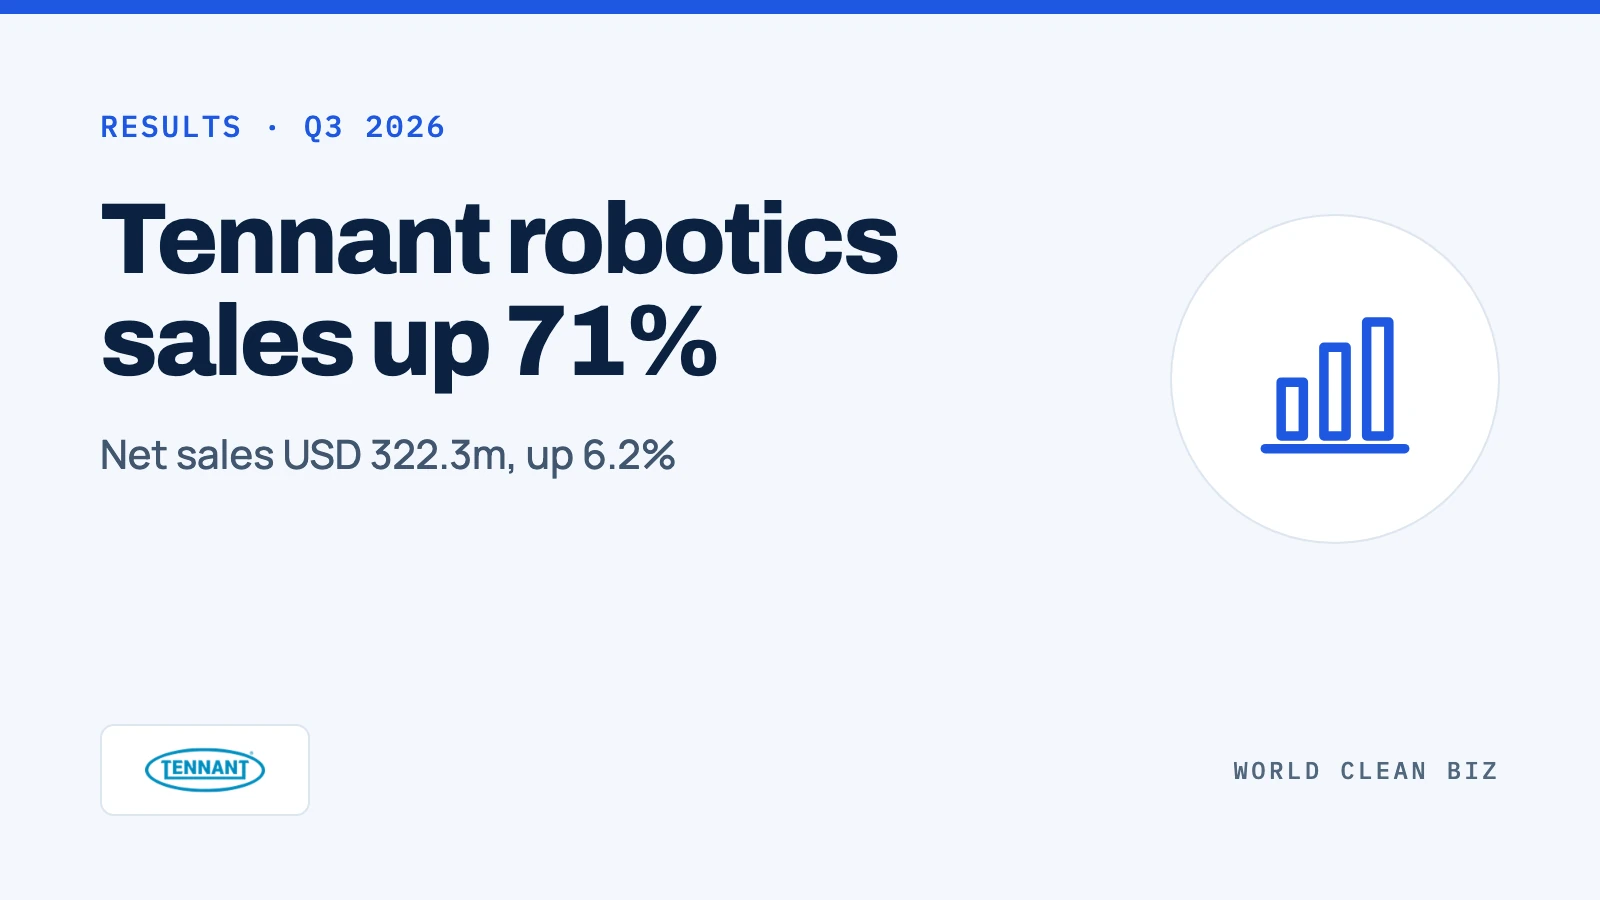 RESULTS · Q3 2026
Tennant robotics
sales up 71%
Net sales USD 322.3m, up 6.2%
TENNANT
WORLD CLEAN BIZ